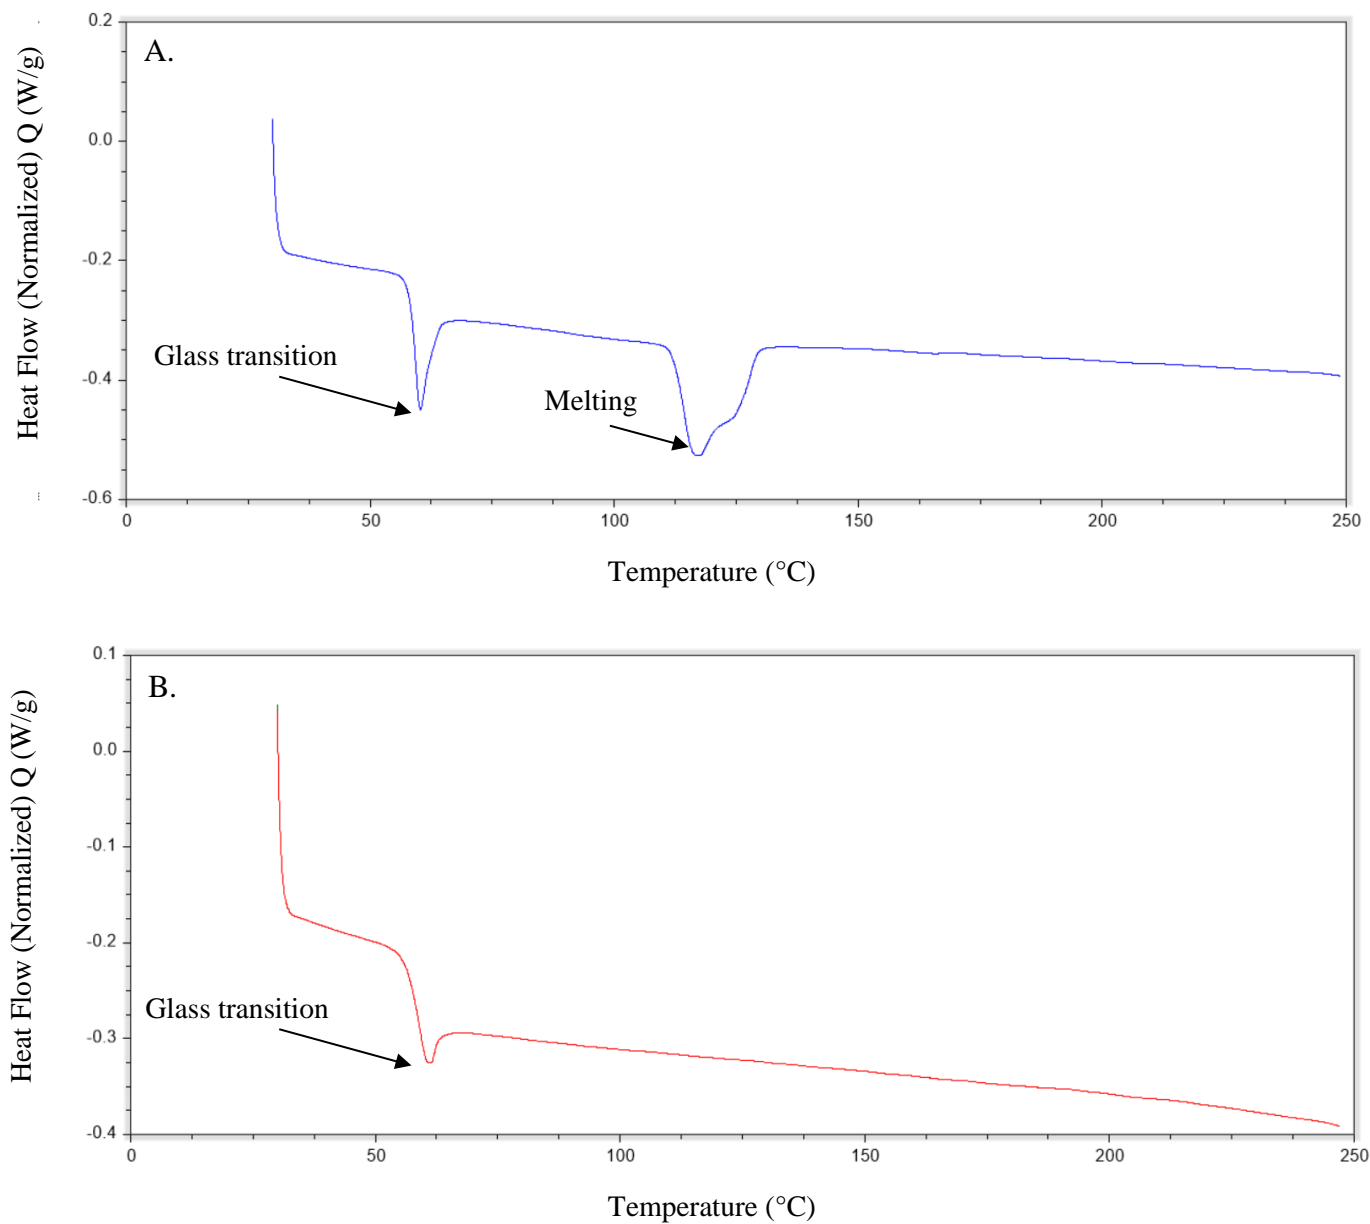 A.
Heat Flow (Normalized) Q (W/g)
0.2
0.0
-0.2
-0.4
-0.6
Glass transition
Melting
0
50
100
150
200
250
Temperature (°C)
B.
Heat Flow (Normalized) Q (W/g)
0.1
0.0
-0.1
-0.2
-0.3
-0.4
Glass transition
0
50
100
150
200
250
Temperature (°C)